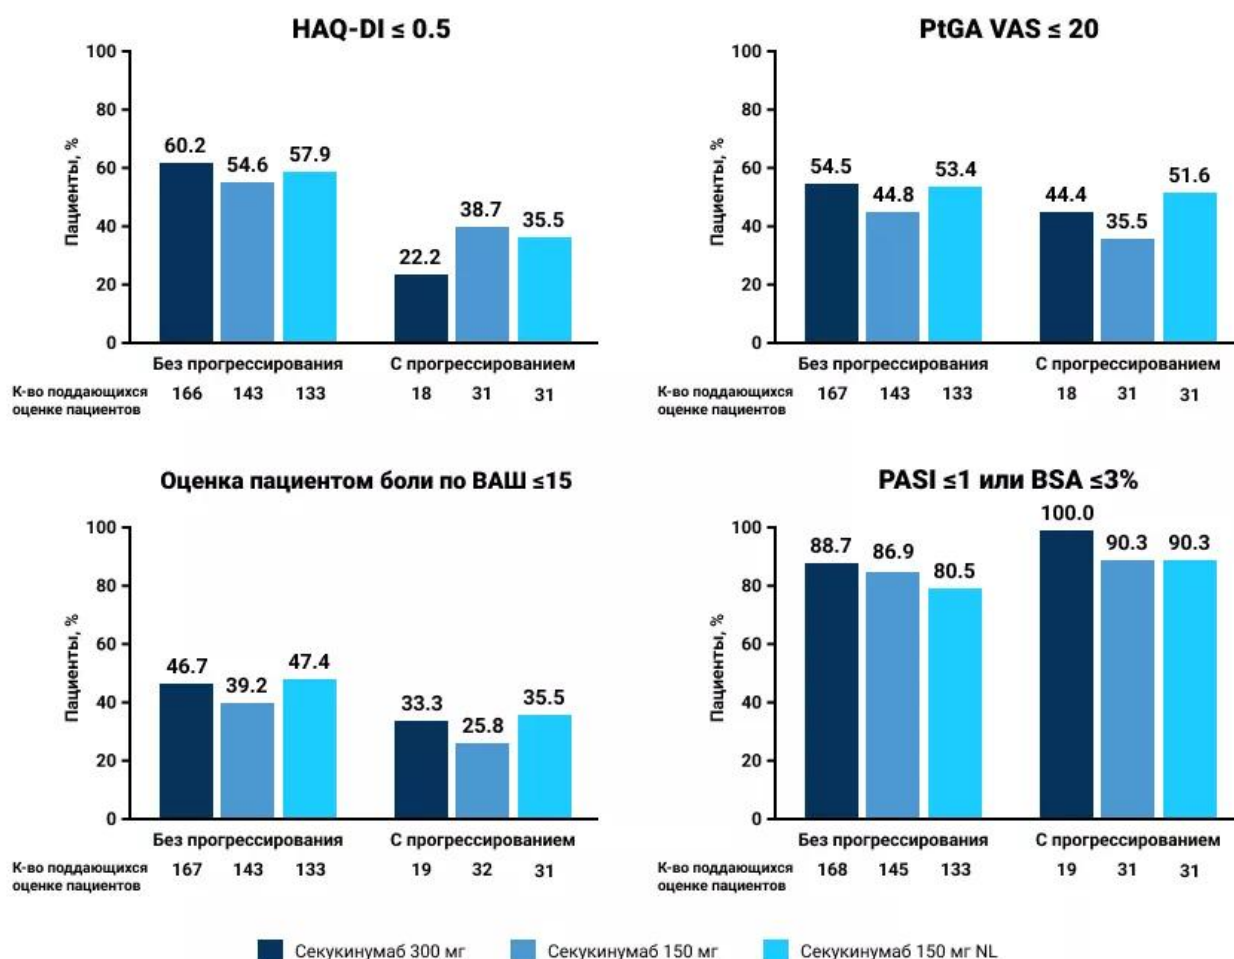 HAQ-DI ≤ 0.5
Пациенты, %
100
80
60
40
20
0
60.2
54.6
57.9
22.2
38.7
35.5
Без прогрессирования
С прогрессированием
К-во поддающихся
оценке пациентов
166 143 133 18 31 31
PtGA VAS ≤ 20
Пациенты, %
100
80
60
40
20
0
54.5
44.8
53.4
44.4
35.5
51.6
Без прогрессирования
С прогрессированием
К-во поддающихся
оценке пациентов
167 143 133 18 31 31
Оценка пациентом боли по ВАШ ≤15
Пациенты, %
100
80
60
40
20
0
46.7
39.2
47.4
33.3
25.8
35.5
Без прогрессирования
С прогрессированием
К-во поддающихся
оценке пациентов
167 143 133 19 32 31
PASI ≤1 или BSA ≤3%
Пациенты, %
100
80
60
40
20
0
88.7
86.9
80.5
100.0
90.3
90.3
Без прогрессирования
С прогрессированием
К-во поддающихся
оценке пациентов
168 145 133 19 31 31
Секукинумаб 300 мг
Секукинумаб 150 мг
Секукинумаб 150 мг NL